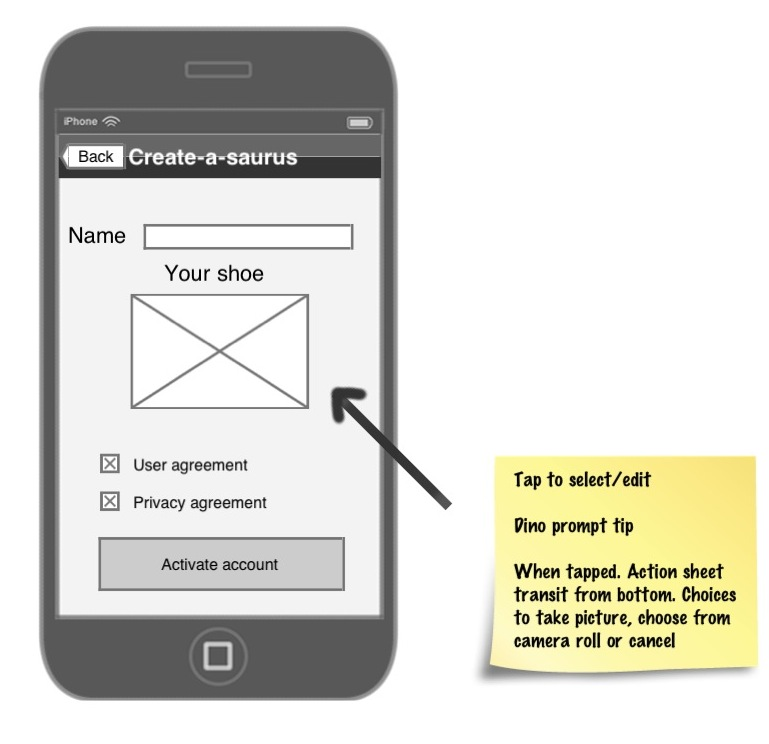 iPhone
Back Create-a-saurus
Name
Your shoe
User agreement
Privacy agreement
Activate account
Tap to select/edit
Dino prompt tip
When tapped. Action sheet
transit from bottom. Choices
to take picture, choose from
camera roll or cancel